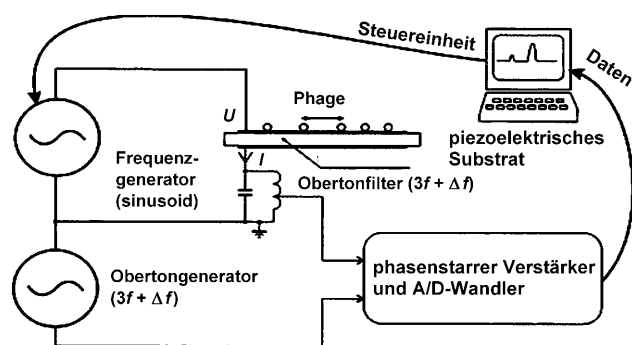 Steuereinheit
Daten
Phage
U
piezoelektrisches
Substrat
I
Frequenz-
generator
(sinusoid)
Obertonfilter (3f + Δf)
Obertongenerator
(3f + Δf)
phasenstarrer Verstärker
und A/D-Wandler